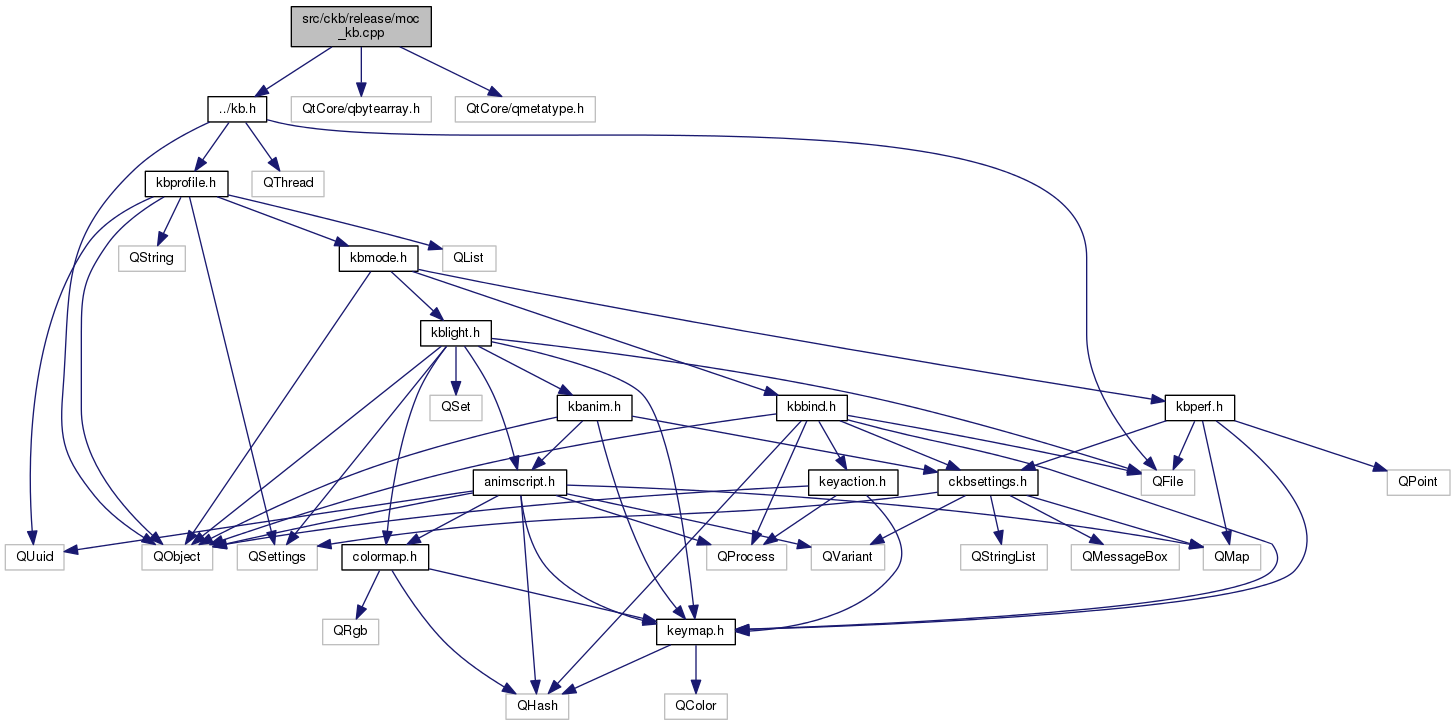 src/ckb/release/moc
_kb.cpp
../kb.h
QtCore/qbytearray.h
QtCore/qmetatype.h
kbprofile.h
QThread
QString
kbmode.h
QList
kblight.h
QSet
kbanim.h
kbbind.h
kbperf.h
animscript.h
keyaction.h
ckbsettings.h
QFile
QPoint
QUuid
QObject
QSettings
colormap.h
QProcess
QVariant
QStringList
QMessageBox
QMap
QRgb
keymap.h
QHash
QColor